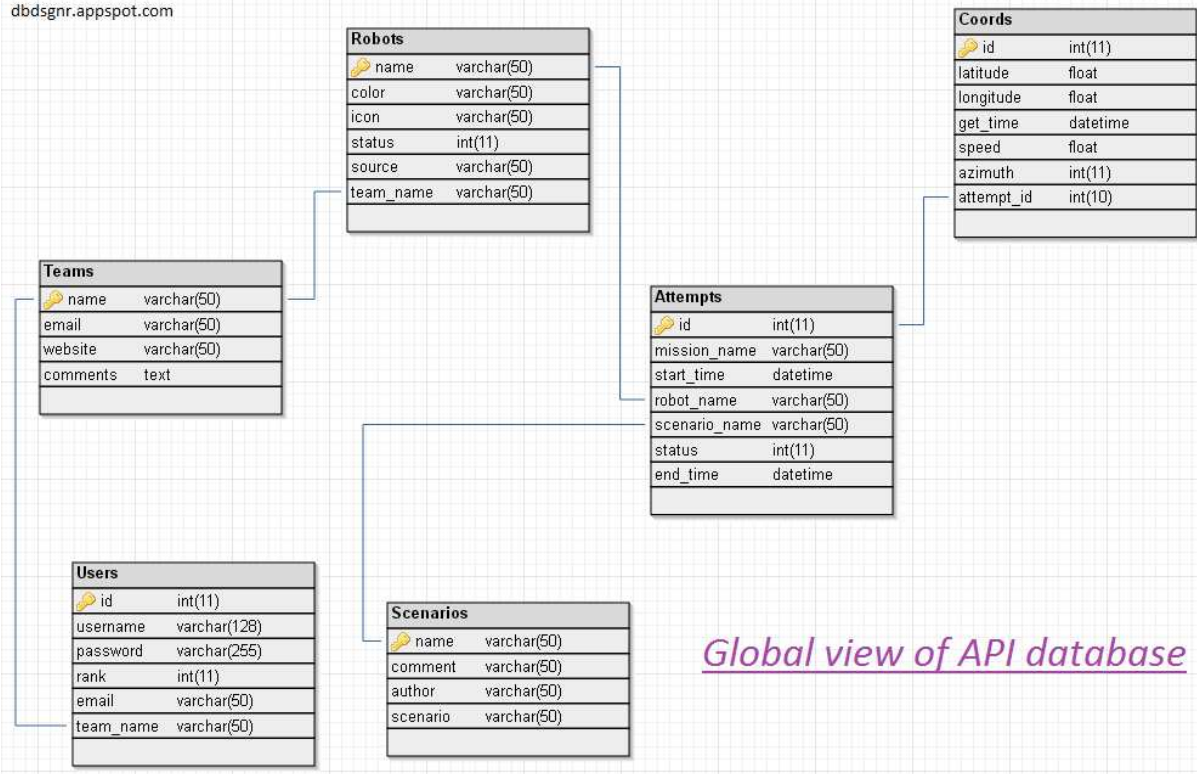 dbdsgnr.appspot.com
Robots
name varchar(50)
color varchar(50)
icon varchar(50)
status int(11)
source varchar(50)
team_name varchar(50)
Coords
id int(11)
latitude float
longitude float
get_time datetime
speed float
azimuth int(11)
attempt_id int(10)
Teams
name varchar(50)
email varchar(50)
website varchar(50)
comments text
Attempts
id int(11)
mission_name varchar(50)
start_time datetime
robot_name varchar(50)
scenario_name varchar(50)
status int(11)
end_time datetime
Users
id int(11)
username varchar(128)
password varchar(255)
rank int(11)
email varchar(50)
team_name varchar(50)
Scenarios
name varchar(50)
comment varchar(50)
author varchar(50)
scenario varchar(50)
Global view of API database